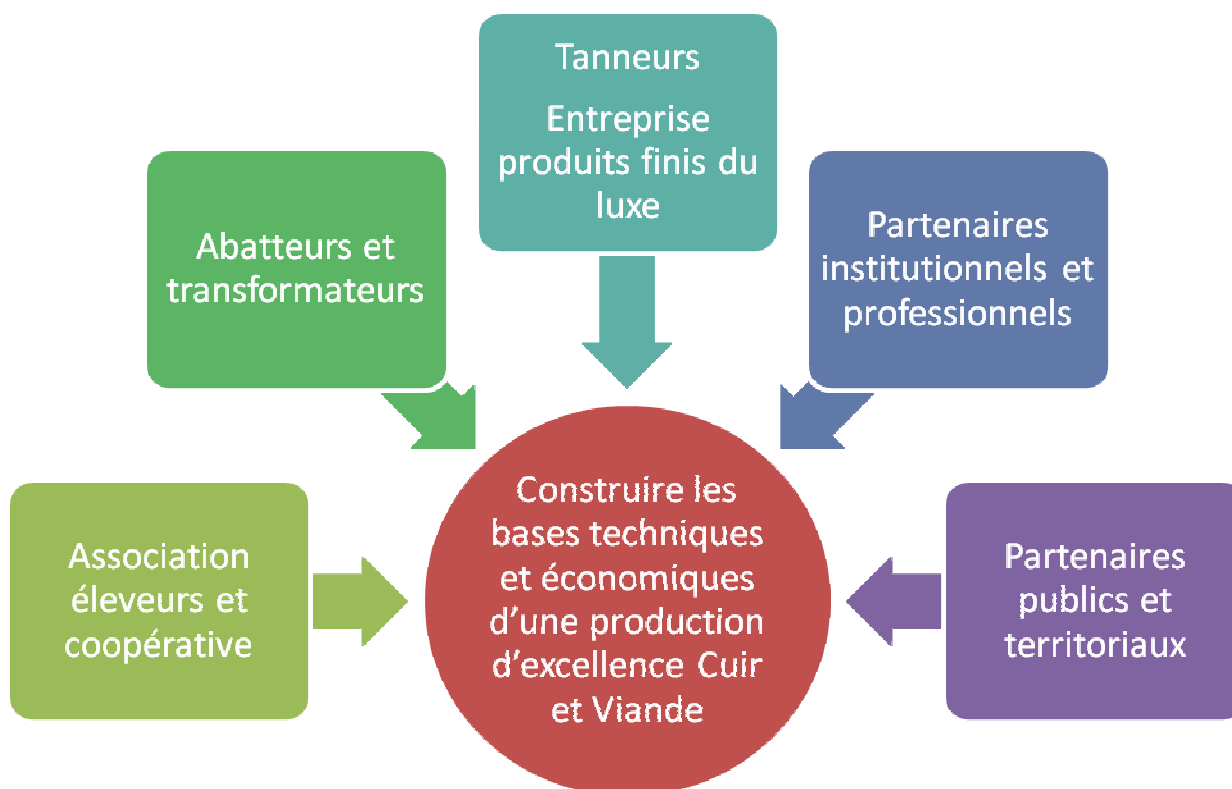 Tanneurs
Entreprise
produits finis du
luxe
Abatteurs et
transformateurs
Partenaires
institutionnels et
professionnels
Association
éleveurs et
coopérative
Construire les
bases techniques
et économiques
d'une production
d'excellence Cuir
et Viande
Partenaires
publics et
territoriaux